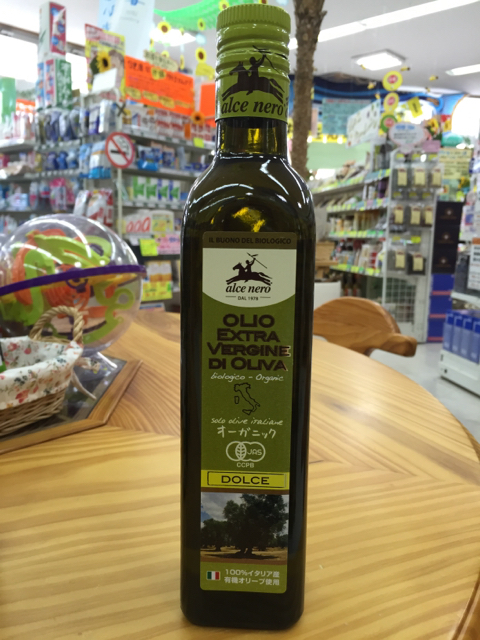 alce nero
IL BUONO DEL BIOLOGICO
alce nero
DAL 1978
OLIO
EXTRA
VERGINE
DI OLIVA
biologico - Organic
solo olive italiane
オーガニック
JAS
CCPB
DOLCE
100%イタリア産
有機オリーブ使用